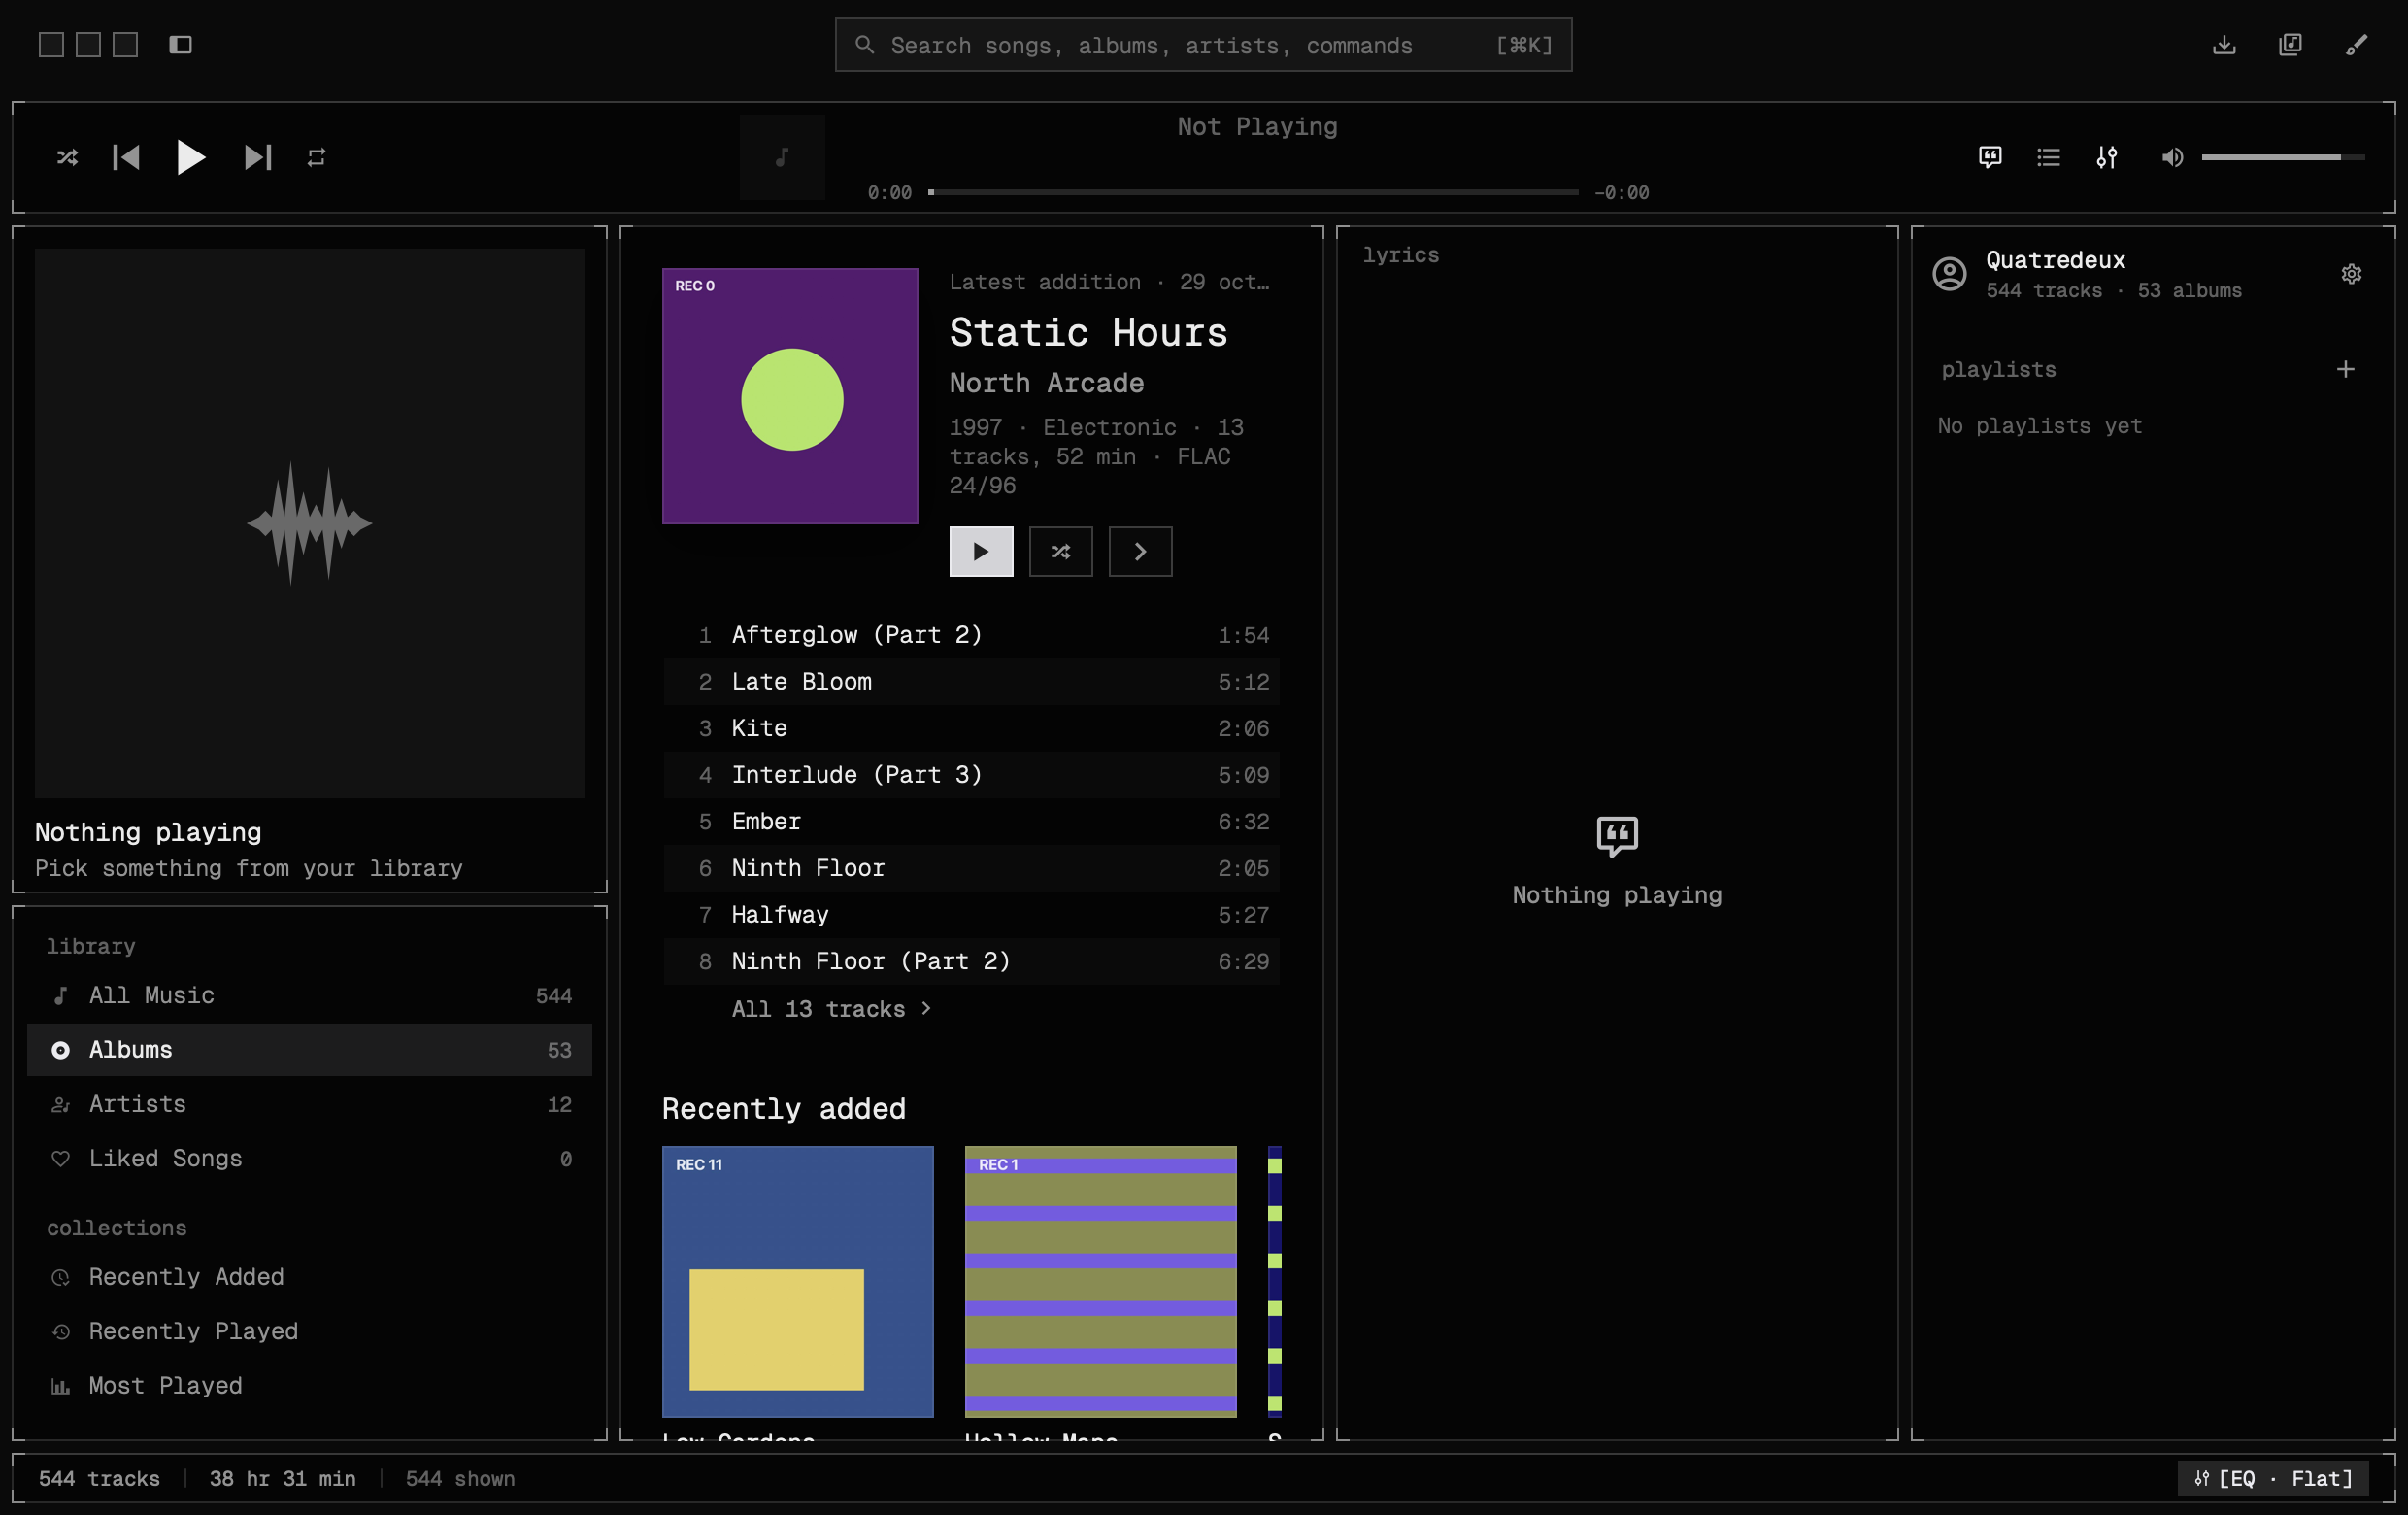 Search songs, albums, artists, commands [⌘K]
Not Playing
0:00 -0:00
Nothing playing
Pick something from your library
library
All Music 544
Albums 53
Artists 12
Liked Songs 0
collections
Recently Added
Recently Played
Most Played
REC 0
Latest addition · 29 oct…
Static Hours
North Arcade
1997 · Electronic · 13
tracks, 52 min · FLAC
24/96
1 Afterglow (Part 2) 1:54
2 Late Bloom 5:12
3 Kite 2:06
4 Interlude (Part 3) 5:09
5 Ember 6:32
6 Ninth Floor 2:05
7 Halfway 5:27
8 Ninth Floor (Part 2) 6:29
All 13 tracks
Recently added
REC 11
REC 1
lyrics
Nothing playing
Quatredeux
544 tracks · 53 albums
playlists
No playlists yet
544 tracks 38 hr 31 min 544 shown
[EQ · Flat]